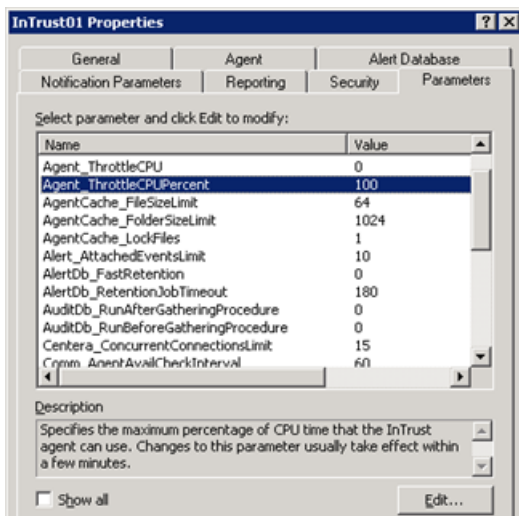 InTrust01 Properties
General Agent Alert Database
Notification Parameters Reporting Security Parameters
Select parameter and click Edit to modify:
Name Value
Agent_ThrottleCPU 0
Agent_ThrottleCPUPercent 100
AgentCache_FileSizeLimit 64
AgentCache_FolderSizeLimit 1024
AgentCache_LockFiles 1
Alert_AttachedEventsLimit 10
AlertDb_FastRetention 0
AlertDb_RetentionJobTimeout 180
AuditDb_RunAfterGatheringProcedure 0
AuditDb_RunBeforeGatheringProcedure 0
Centera_ConcurrentConnectionsLimit 15
Comm_AgentAvailCheckInterval 60
Description
Specifies the maximum percentage of CPU time that the InTrust
agent can use. Changes to this parameter usually take effect within
a few minutes.
Show all Edit...